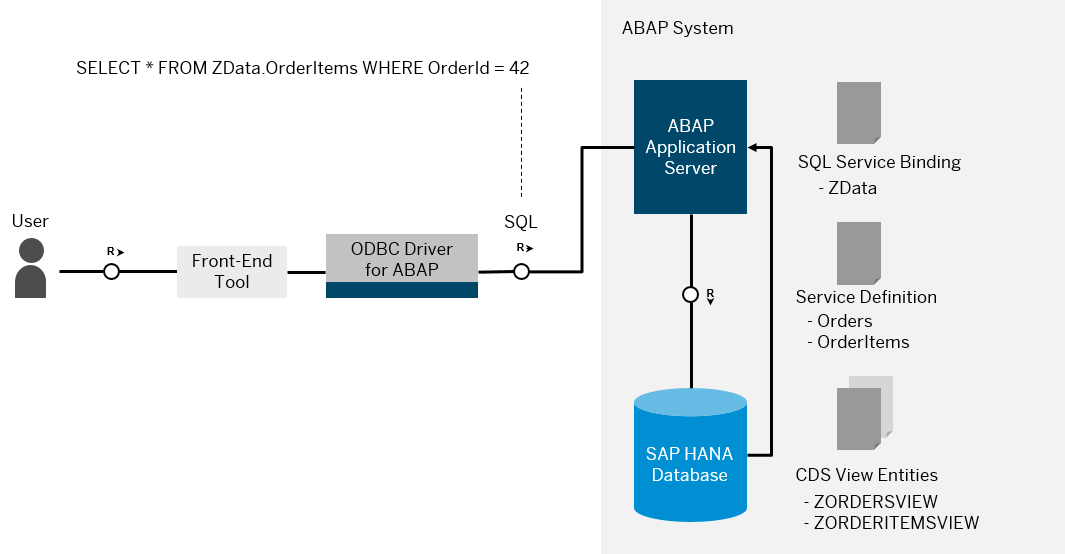 ABAP System
SELECT * FROM ZData.OrderItems WHERE OrderId = 42
ABAP
Application
Server
SQL Service Binding
- ZData
User
SQL
R
R
Front-End
Tool
ODBC Driver
for ABAP
R
Service Definition
- Orders
- OrderItems
SAP HANA
Database
CDS View Entities
- ZORDERSVIEW
- ZORDERITEMSVIEW